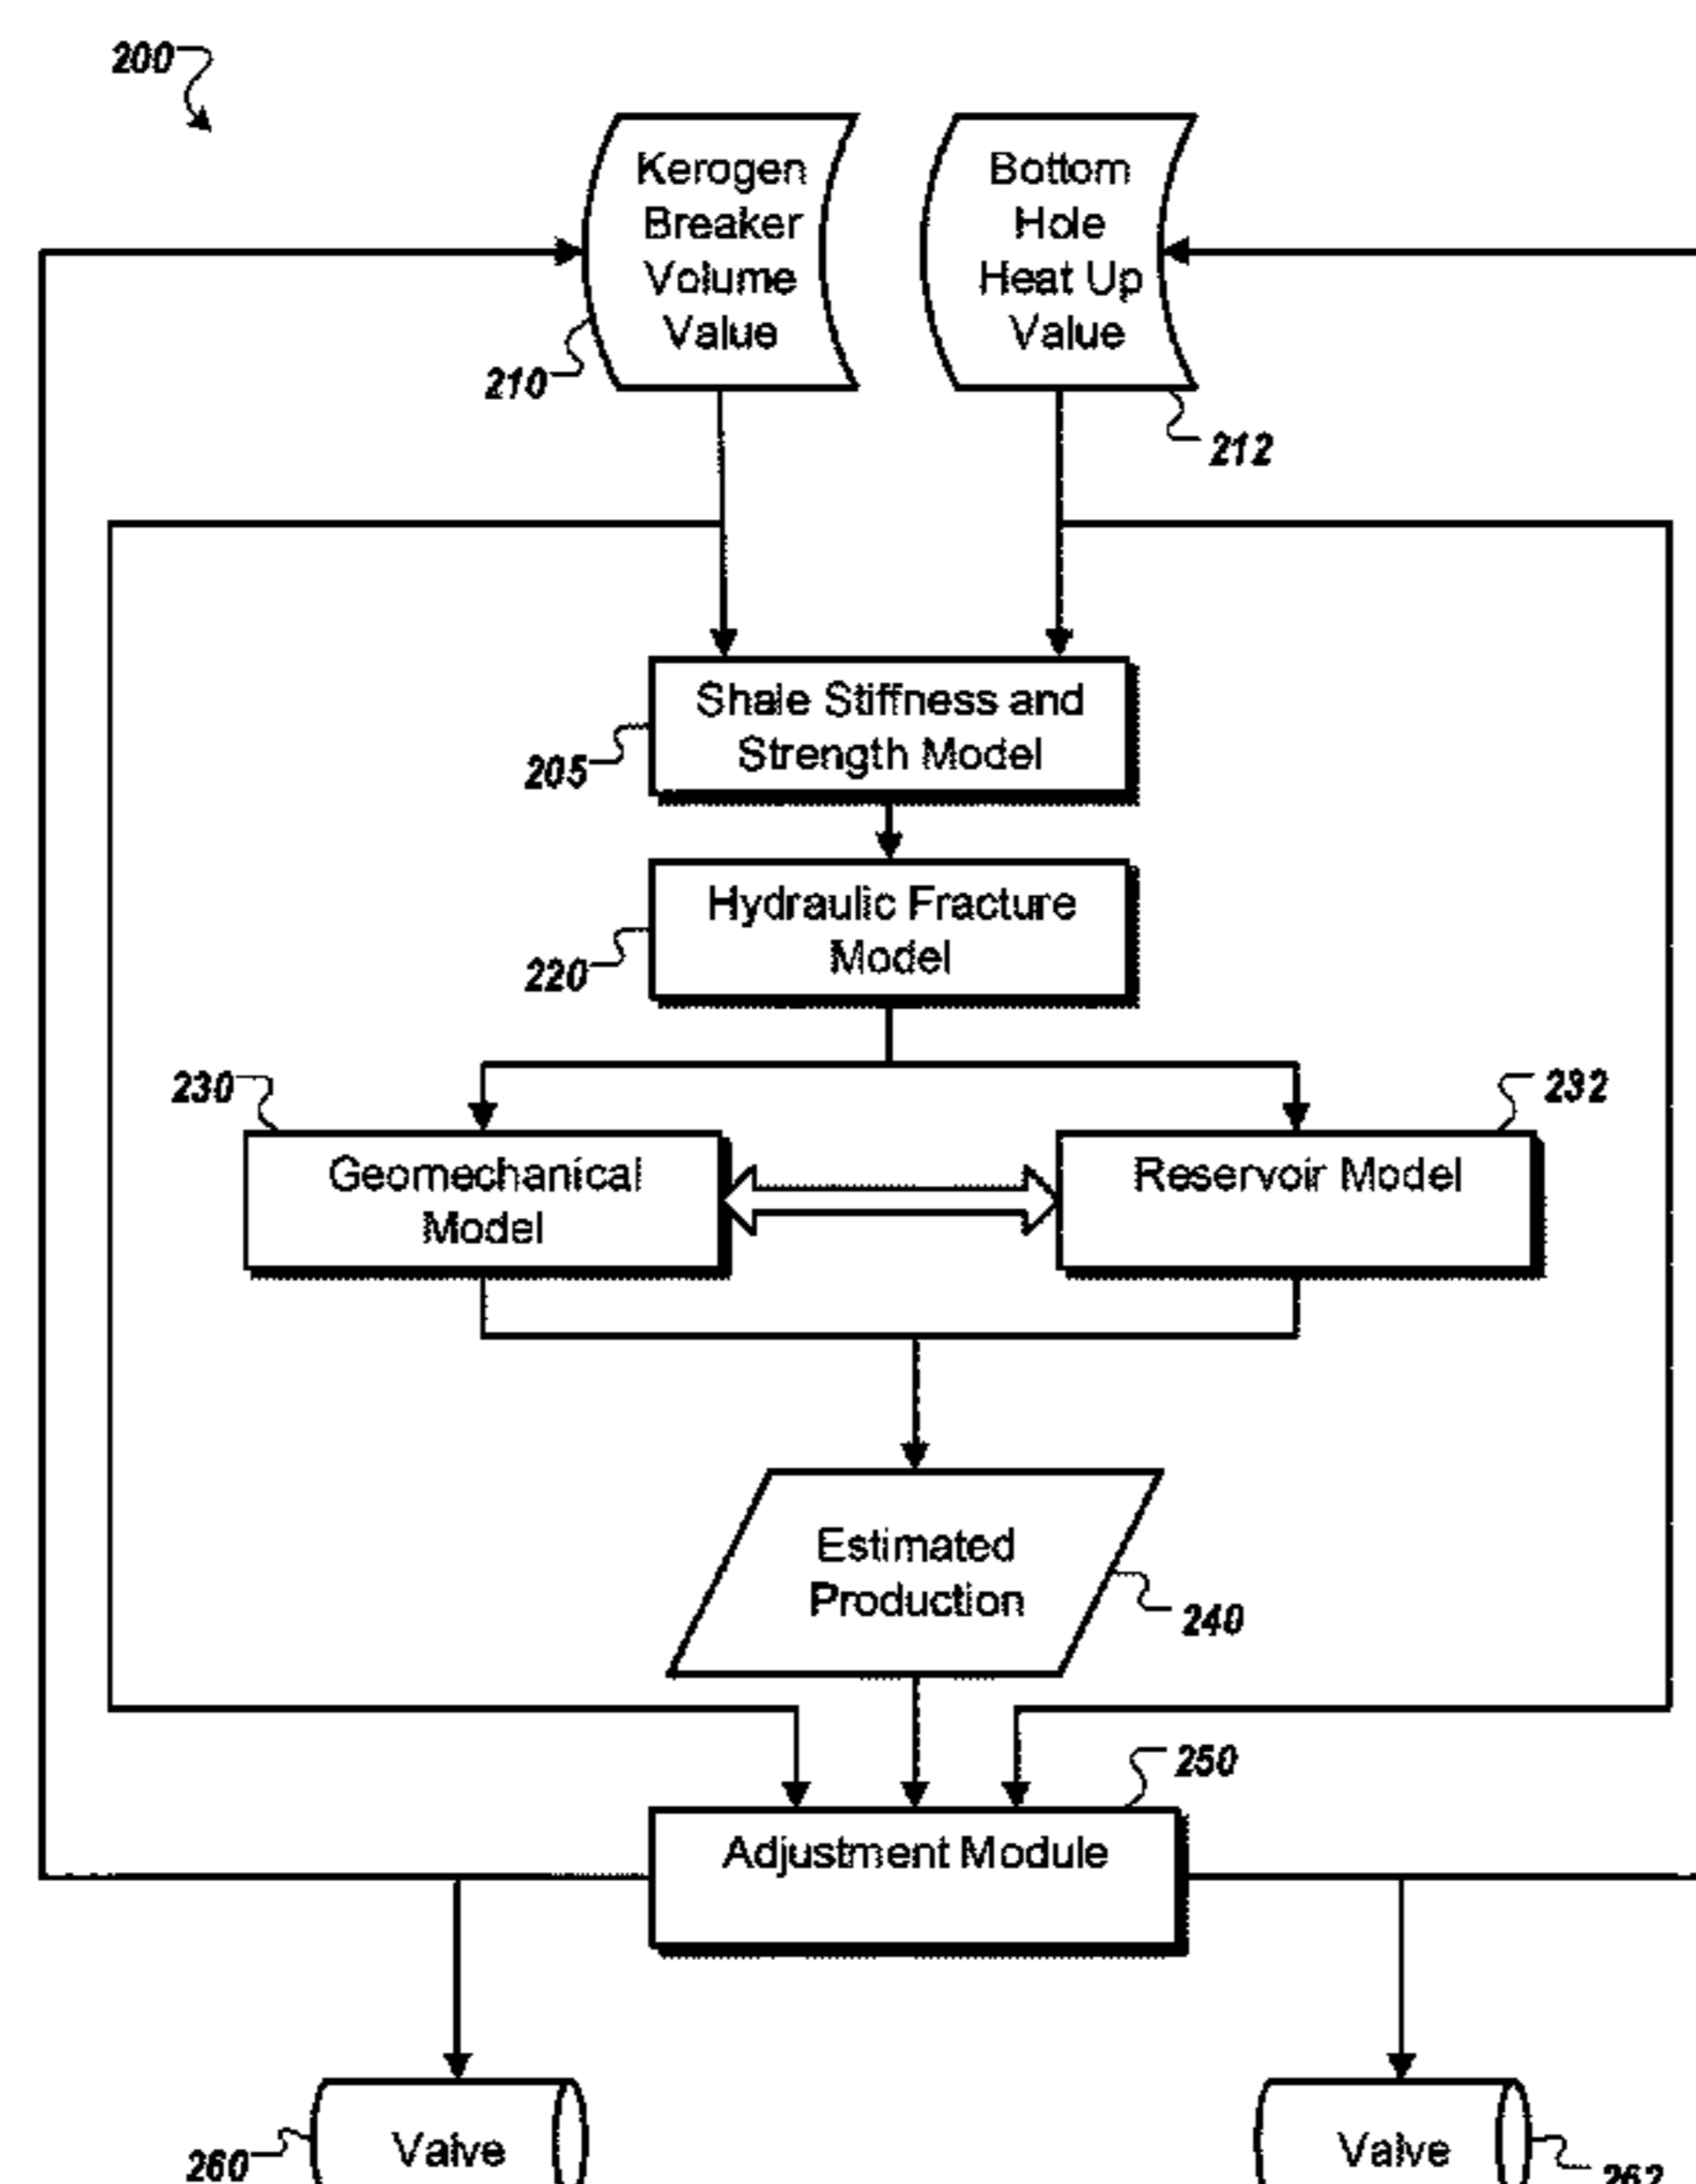 200
Kerogen
Breaker
Volume
Value
210
Bottom
Hole
Heat Up
Value
212
Shale Stiffness and
Strength Model
205
Hydraulic Fracture
Model
220
230
Geomechanical
Model
232
Reservoir Model
Estimated
Production
240
250
Adjustment Module
Valve
260
Valve
262